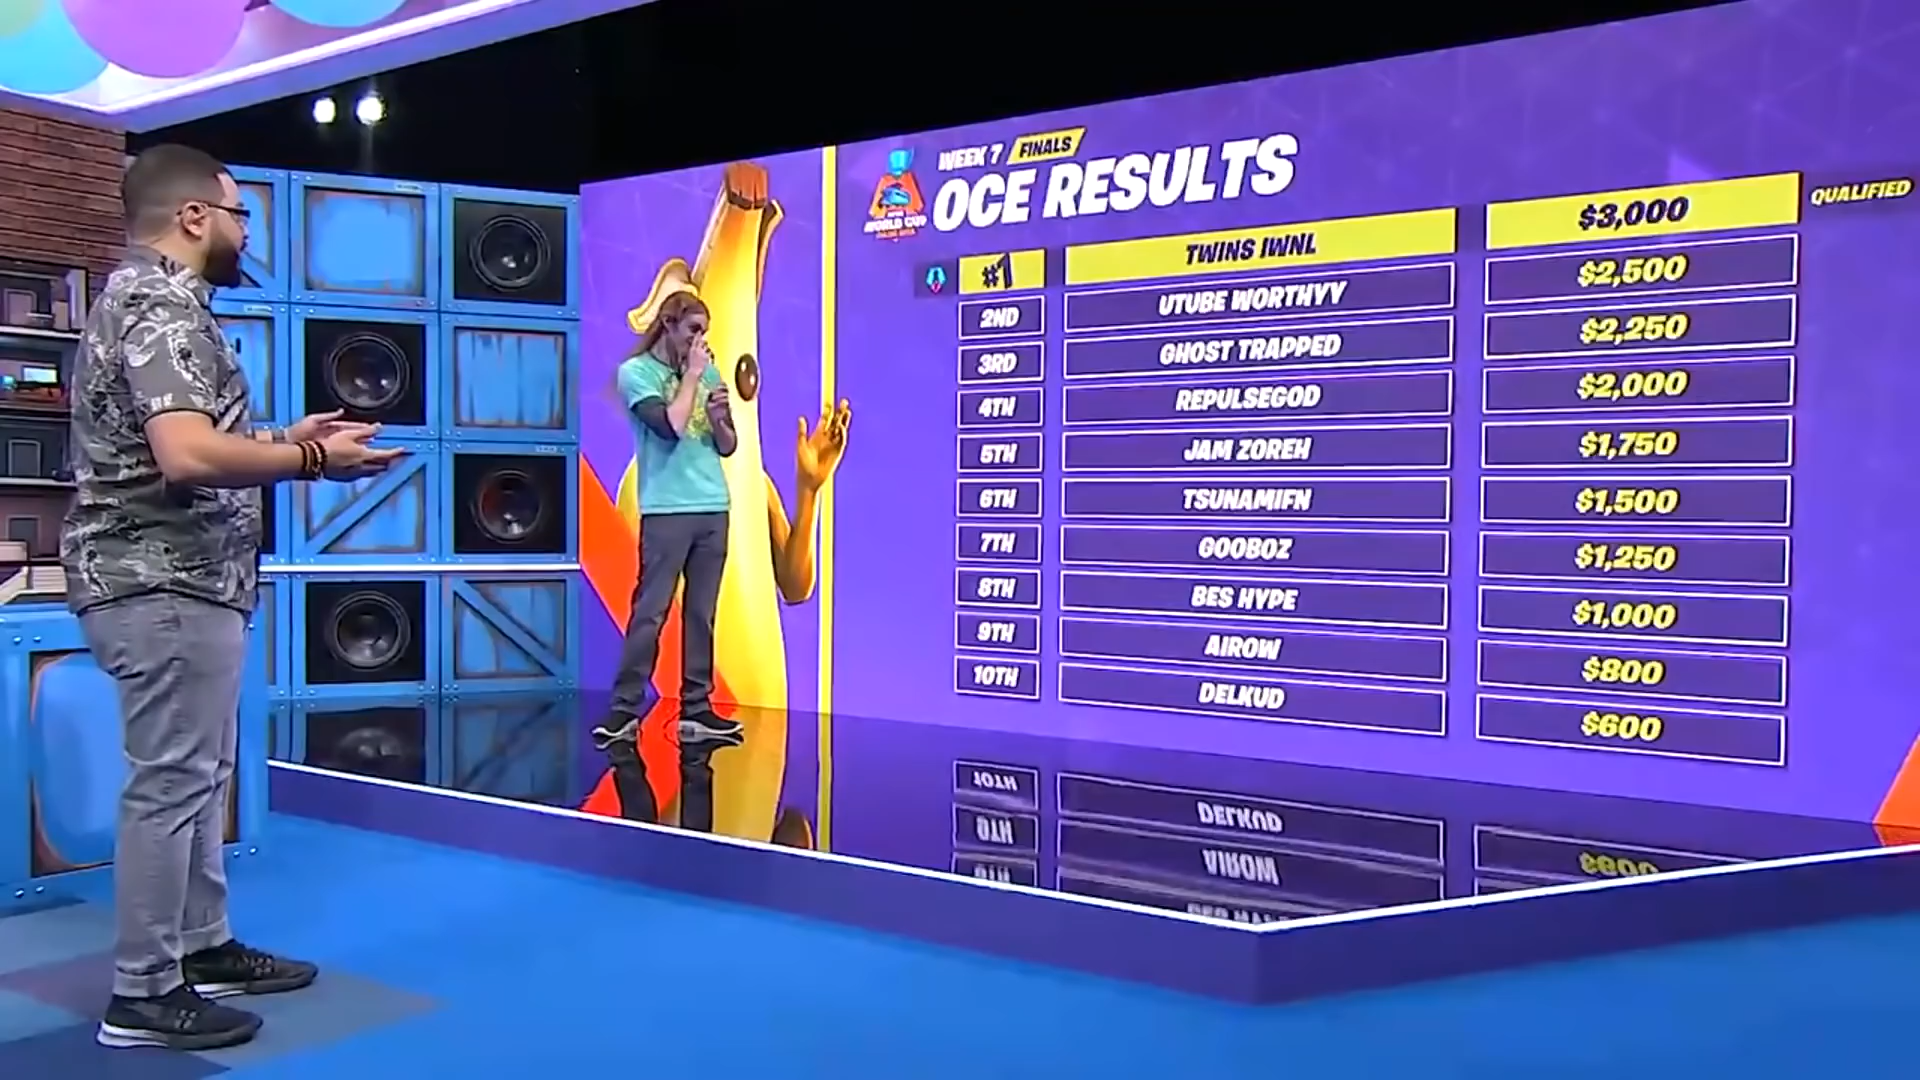 WEEK 7 FINALS
OCE RESULTS
WORLD CUP
#1 TWINS IWNL $3,000 QUALIFIED
2ND UTUBE WORTHYY $2,500
3RD GHOST TRAPPED $2,250
4TH REPULSEGOD $2,000
5TH JAM ZOREH $1,750
6TH TSUNAMIFN $1,500
7TH GOOBOZ $1,250
8TH BES HYPE $1,000
9TH AIROW $800
10TH DELKUD $600